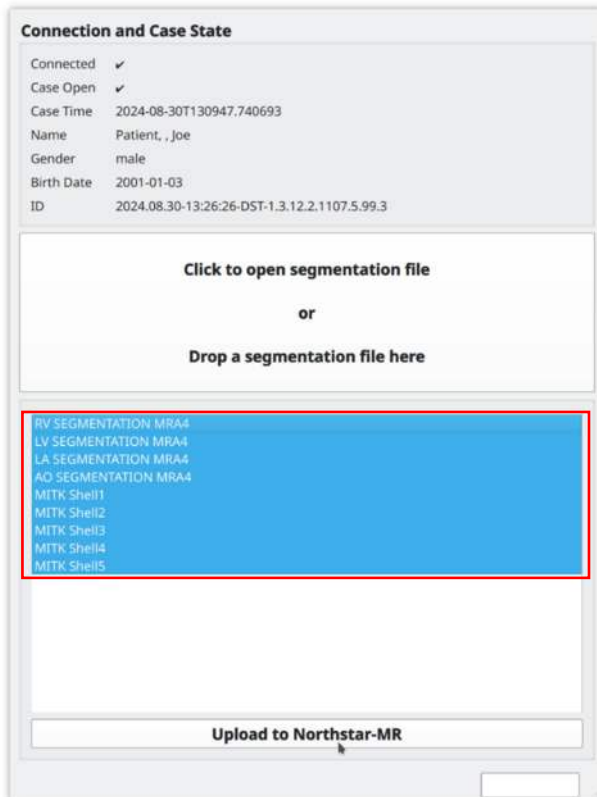 Connection and Case State
Connected ✔
Case Open ✔
Case Time 2024-08-30T130947.740693
Name Patient, , Joe
Gender male
Birth Date 2001-01-03
ID 2024.08.30-13:26:26-DST-1.3.12.2.1107.5.99.3
Click to open segmentation file
or
Drop a segmentation file here
RV SEGMENTATION MRA4
LV SEGMENTATION MRA4
LA SEGMENTATION MRA4
AO SEGMENTATION MRA4
MITK Shell1
MITK Shell2
MITK Shell3
MITK Shell4
MITK Shell5
Upload to Northstar-MR